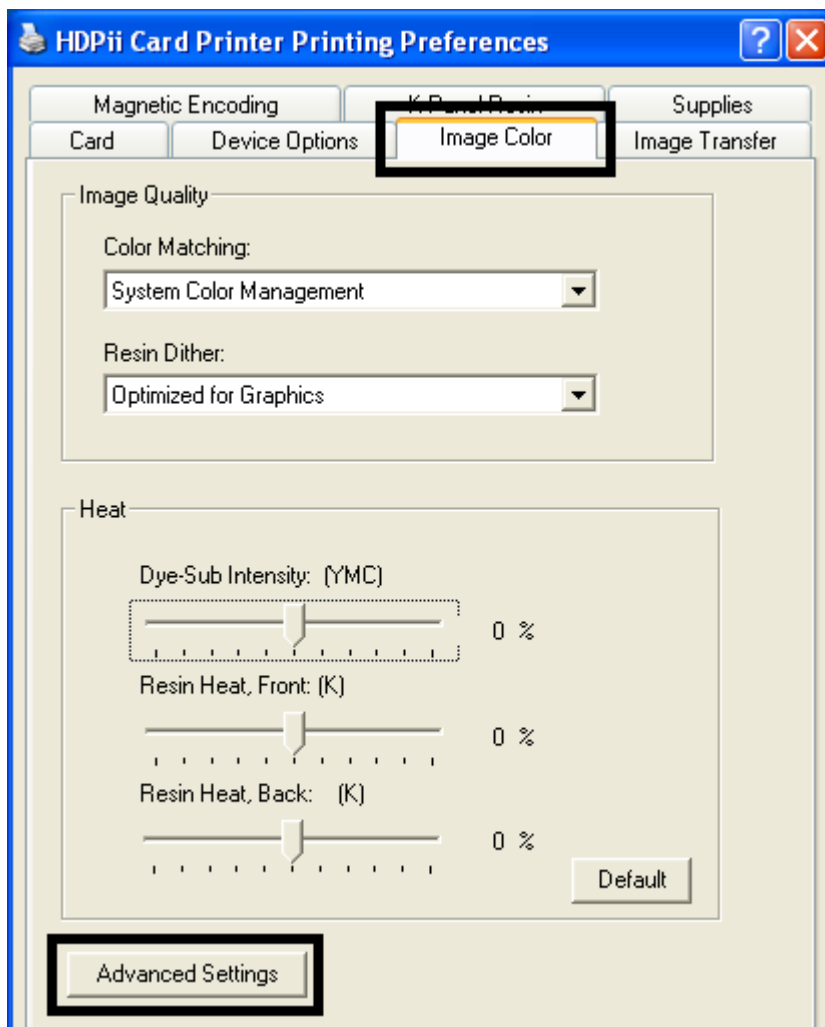 HDPii Card Printer Printing Preferences
Magnetic Encoding K Panel Resin Supplies
Card Device Options Image Color Image Transfer
Image Quality
Color Matching:
System Color Management
Resin Dither:
Optimized for Graphics
Heat
Dye-Sub Intensity: (YMC)
0 %
Resin Heat, Front: (K)
0 %
Resin Heat, Back: (K)
0 %
Default
Advanced Settings